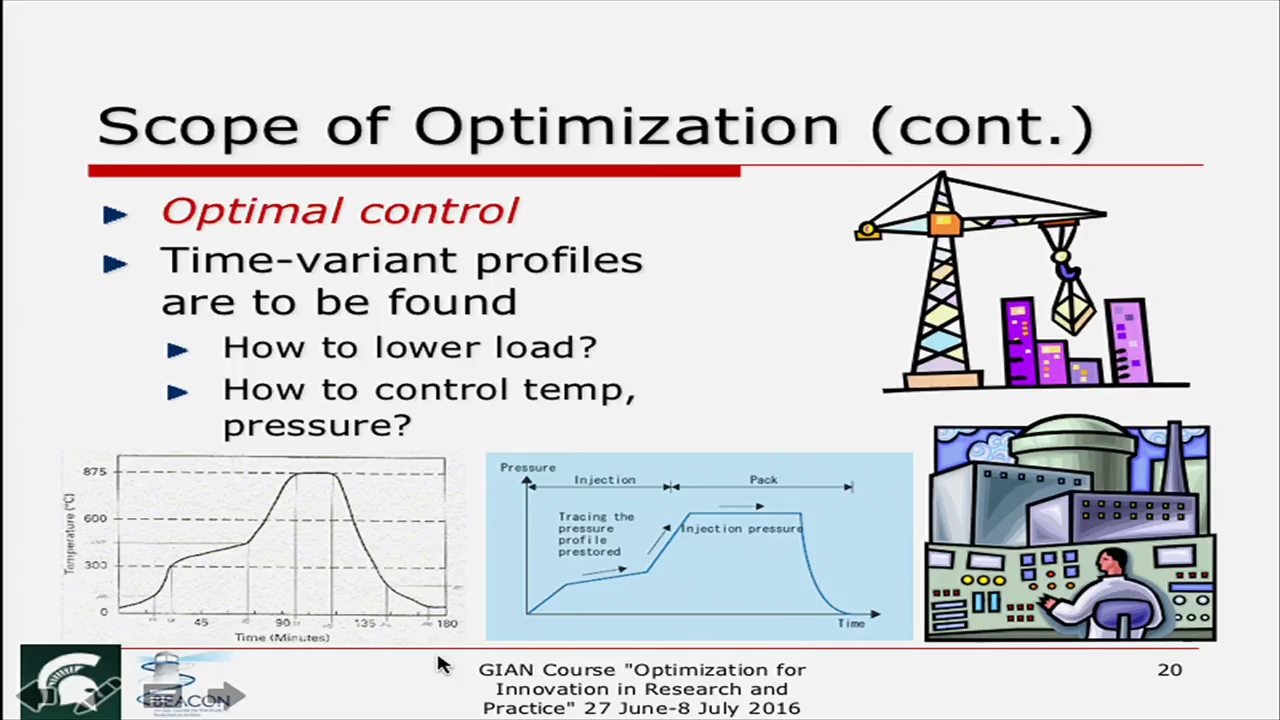 Scope of Optimization (cont.)
Optimal control
Time-variant profiles
are to be found
How to lower load?
How to control temp,
pressure?
875
600
300
0
45
90
135
180
Temperature (°C)
Time (Minutes)
Pressure
Injection
Pack
Tracing the
pressure
profile
prestored
Injection pressure
Time
BEACON
GIAN Course "Optimization for
Innovation in Research and
Practice" 27 June-8 July 2016
20